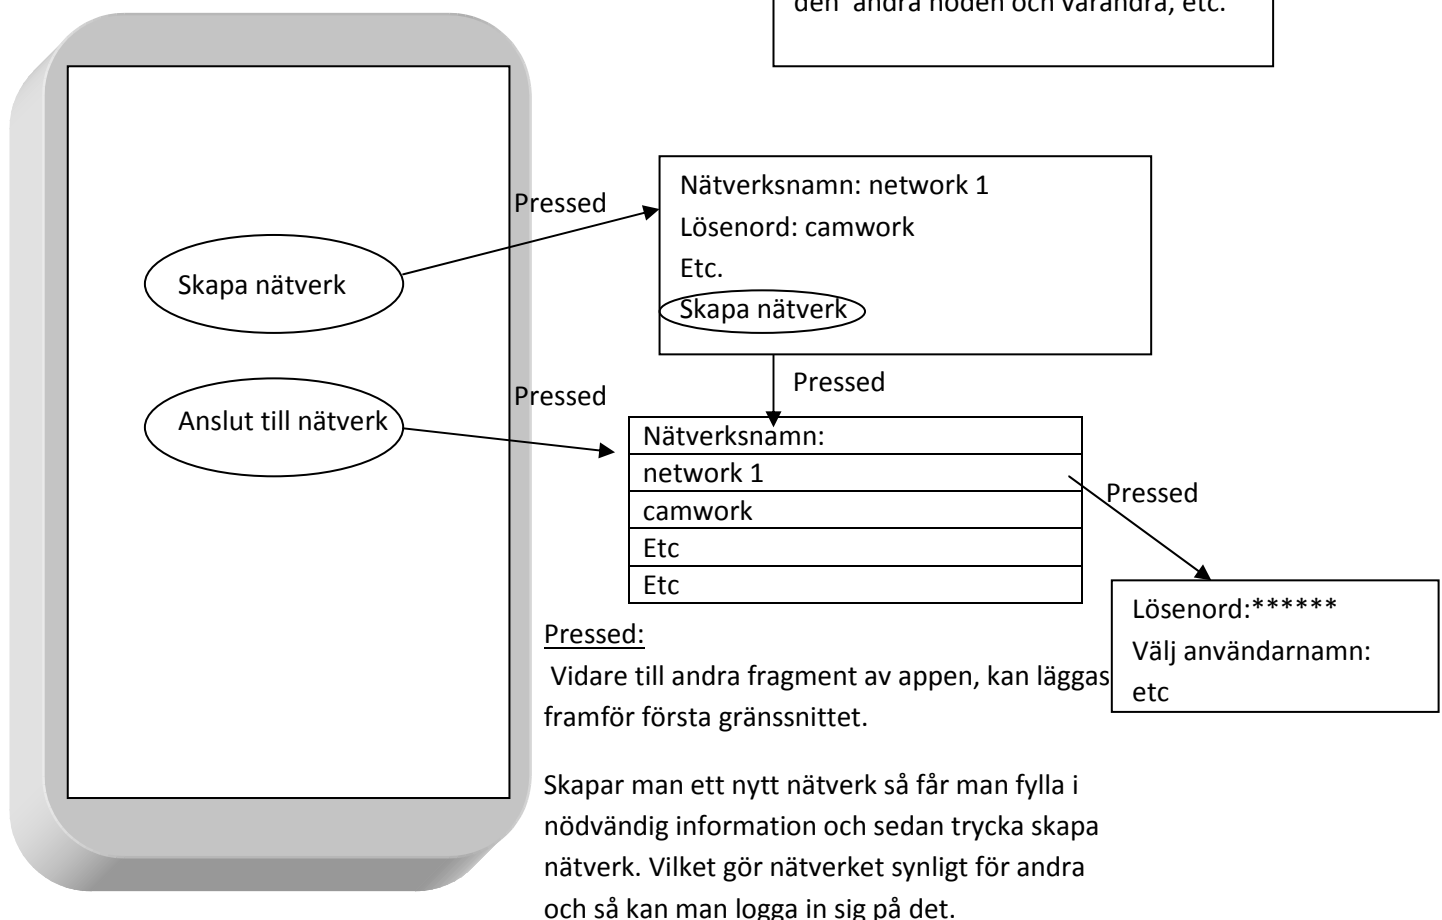 den andra noden och varandra, etc.
Pressed
Nätverksnamn: network 1
Lösenord: camwork
Etc.
Skapa nätverk
Skapa nätverk
Pressed
Pressed
Anslut till nätverk
Nätverksnamn:
network 1
camwork
Etc
Etc
Pressed
Lösenord:******
Välj användarnamn:
etc
Pressed:
Vidare till andra fragment av appen, kan läggas
framför första gränssnittet.
Skapar man ett nytt nätverk så får man fylla i
nödvändig information och sedan trycka skapa
nätverk. Vilket gör nätverket synligt för andra
och så kan man logga in sig på det.